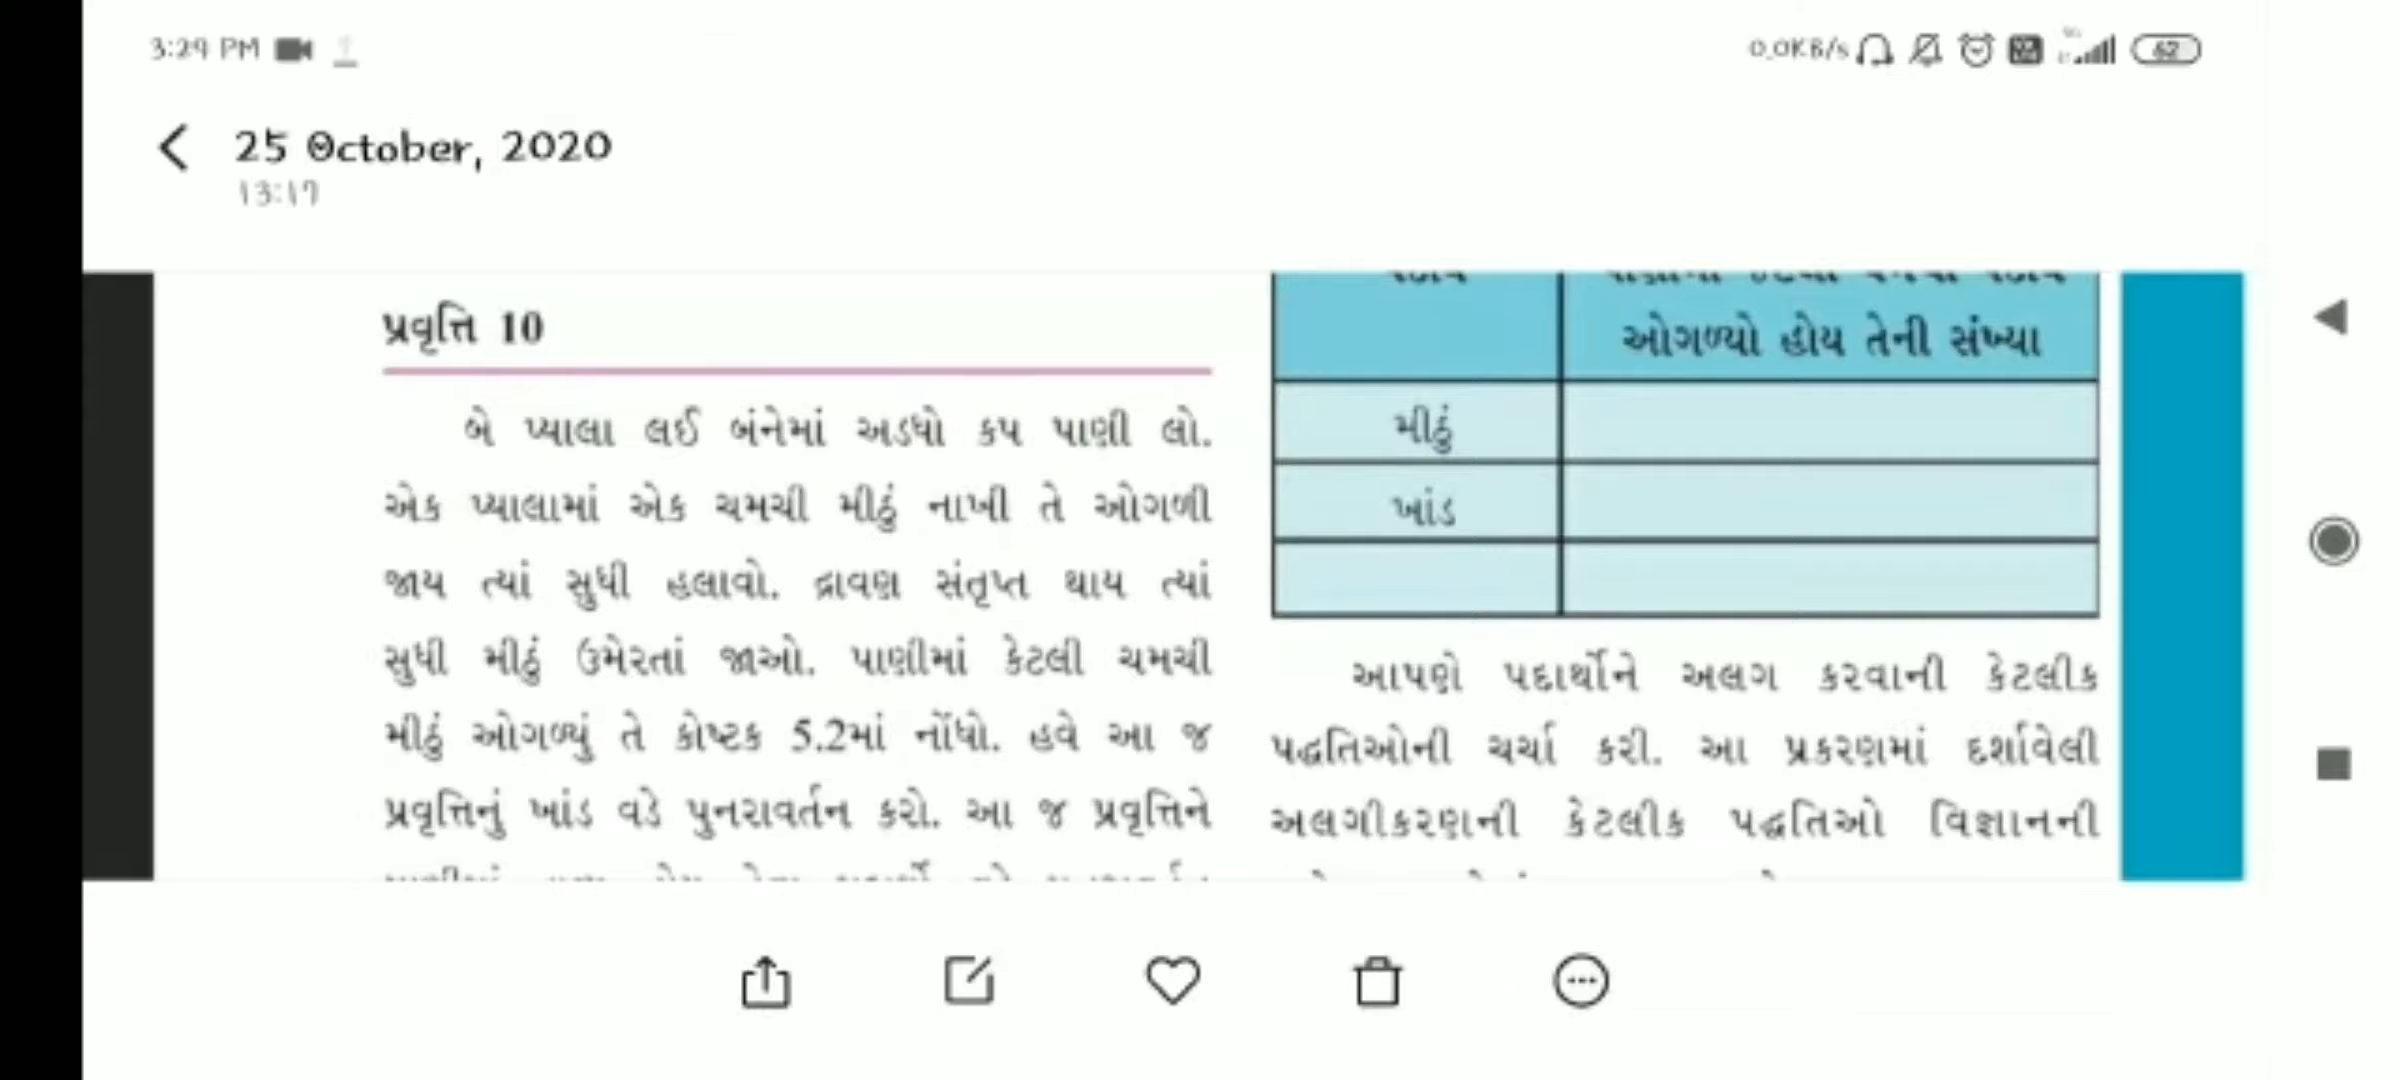 3:29 PM
0.0KB/s
62
25 October, 2020
13:17
પ્રવૃત્તિ 10
બે પ્યાલા લઈ બંનેમાં અડધો કપ પાણી લો.
એક પ્યાલામાં એક ચમચી મીઠું નાખી તે ઓગળી
જાય ત્યાં સુધી હલાવો. દ્રાવણ સંતૃપ્ત થાય ત્યાં
સુધી મીઠું ઉમેરતાં જાઓ. પાણીમાં કેટલી ચમચી
મીઠું ઓગળ્યું તે કોષ્ટક 5.2માં નોંધો. હવે આ જ
પ્રવૃત્તિનું ખાંડ વડે પુનરાવર્તન કરો. આ જ પ્રવૃત્તિને
ઓગળ્યો હોય તેની સંખ્યા
મીઠું
ખાંડ
આપણે પદાર્થોને અલગ કરવાની કેટલીક
પદ્ધતિઓની ચર્ચા કરી. આ પ્રકરણમાં દર્શાવેલી
અલગીકરણની કેટલીક પદ્ધતિઓ વિજ્ઞાનની